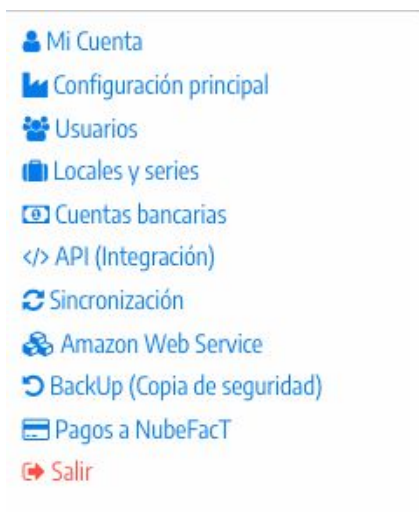 Mi Cuenta
Configuración principal
Usuarios
Locales y series
Cuentas bancarias
</> API (Integración)
Sincronización
Amazon Web Service
BackUp (Copia de seguridad)
Pagos a NubeFacT
Salir